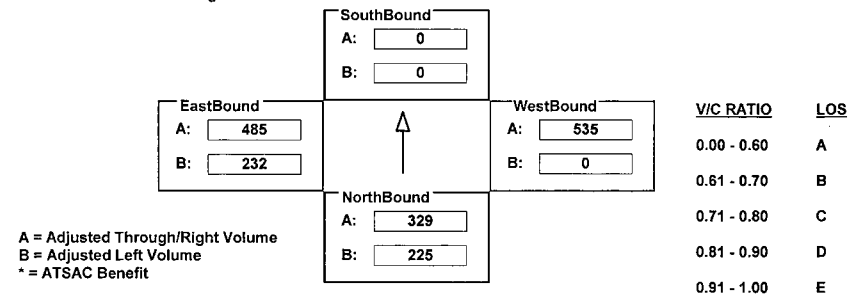 SouthBound
A: 0
B: 0
EastBound
A: 485
B: 232
WestBound
A: 535
B: 0
NorthBound
A: 329
B: 225
A = Adjusted Through/Right Volume
B = Adjusted Left Volume
* = ATSAC Benefit
V/C RATIO LOS
0.00 - 0.60 A
0.61 - 0.70 B
0.71 - 0.80 C
0.81 - 0.90 D
0.91 - 1.00 E